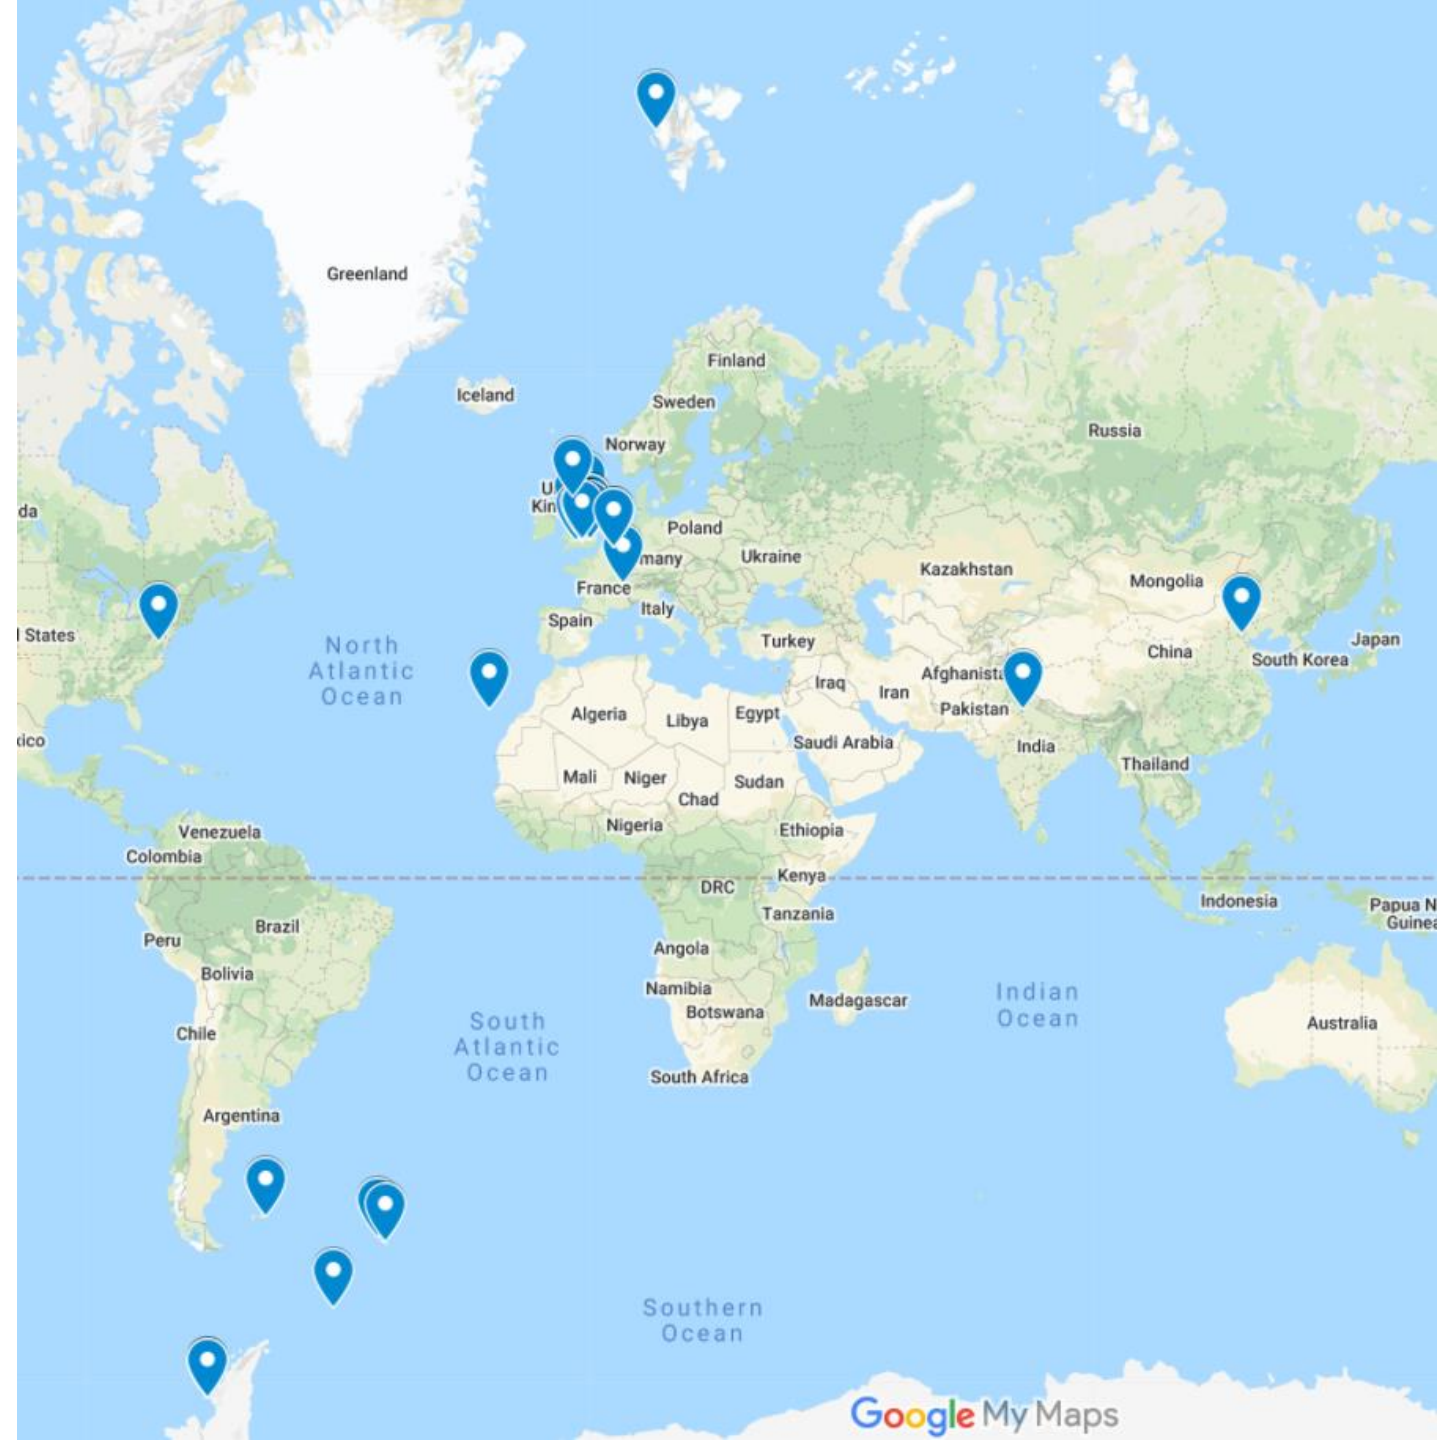 Greenland
Finland
Iceland
Sweden
Russia
Norway
U
Kin
da
Poland
many
Ukraine
Kazakhstan
Mongolia
France
Italy
Spain
l States
Turkey
Japan
China
South Korea
North
Atlantic
Ocean
Afghanista
Iraq
Iran
Pakistan
Algeria
Libya
Egypt
xico
Saudi Arabia
India
Thailand
Mali
Niger
Sudan
Chad
Nigeria
Ethiopia
Venezuela
Colombia
Kenya
DRC
Indonesia
Papua N
Guinea
Tanzania
Brazil
Peru
Angola
Bolivia
Namibia
Madagascar
Botswana
Indian
Ocean
Chile
South
Atlantic
Ocean
Australia
South Africa
Argentina
Southern
Ocean
Google My Maps